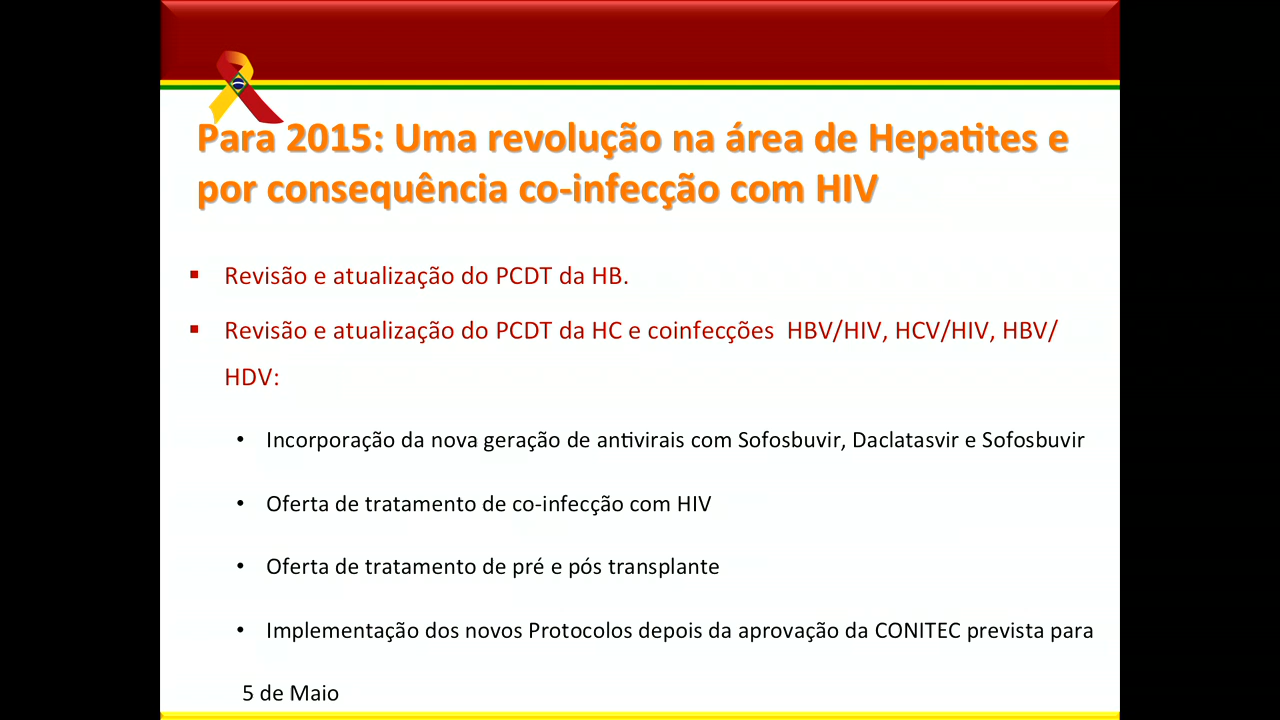 Para 2015: Uma revolução na área de Hepatites e
por consequência co-infecção com HIV
▪ Revisão e atualização do PCDT da HB.
▪ Revisão e atualização do PCDT da HC e coinfecções HBV/HIV, HCV/HIV, HBV/
HDV:
• Incorporação da nova geração de antivirais com Sofosbuvir, Daclatasvir e Sofosbuvir
• Oferta de tratamento de co-infecção com HIV
• Oferta de tratamento de pré e pós transplante
• Implementação dos novos Protocolos depois da aprovação da CONITEC prevista para
5 de Maio